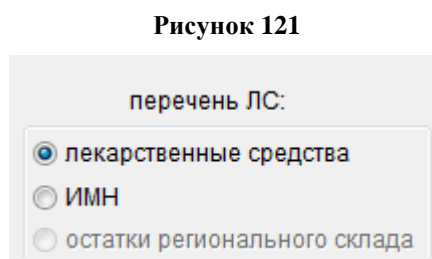 Рисунок 121
перечень ЛС:
лекарственные средства
ИМН
остатки регионального склада